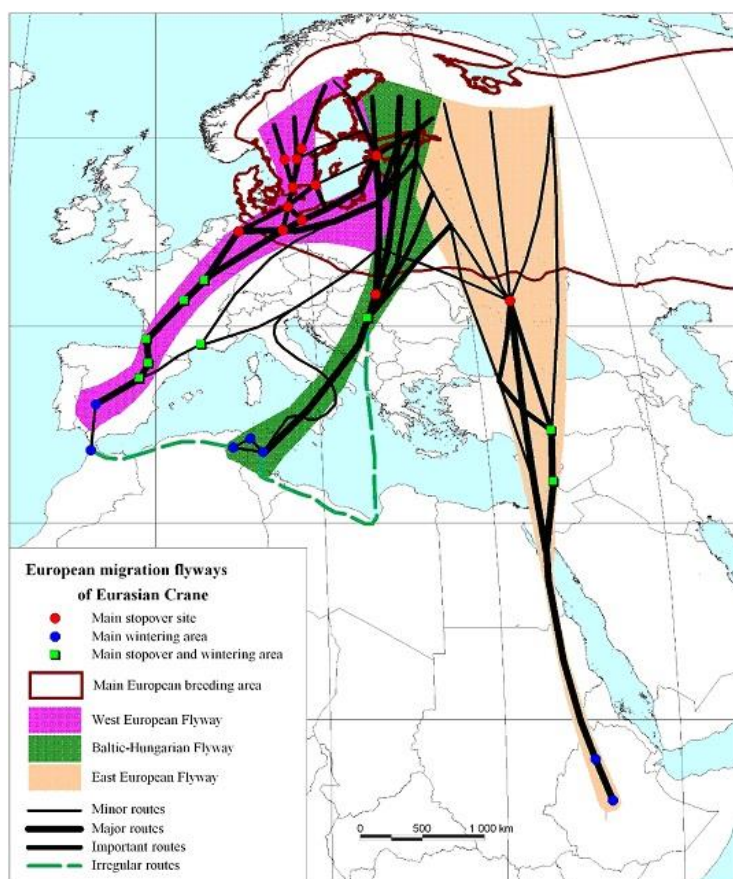 European migration flyways
of Eurasian Crane
Main stopover site
Main wintering area
Main stopover and wintering area
Main European breeding area
West European Flyway
Baltic-Hungarian Flyway
East European Flyway
Minor routes
Major routes
Important routes
Irregular routes
0 500 1 000 km